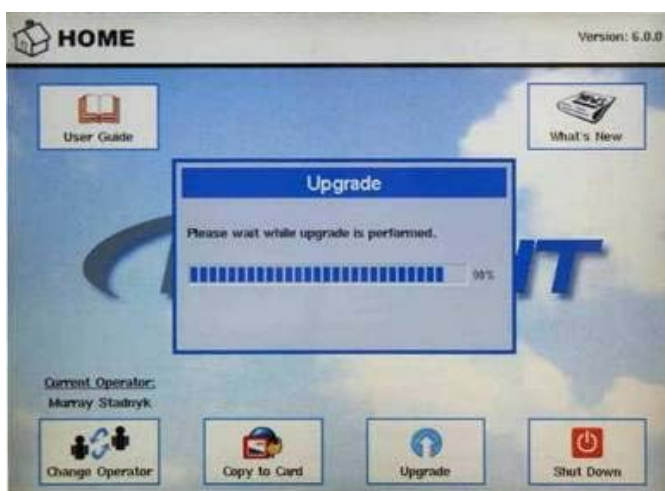 HOME
Version: 6.0.0
User Guide
What's New
Upgrade
Please wait while upgrade is performed.
Current Operator:
Murray Stadnyk
Change Operator
Copy to Card
Upgrade
Shut Down